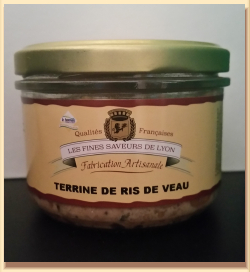 Qualités Françaises
LES FINES SAVEURS DE LYON
Fabrication Artisanale
TERRINE DE RIS DE VEAU